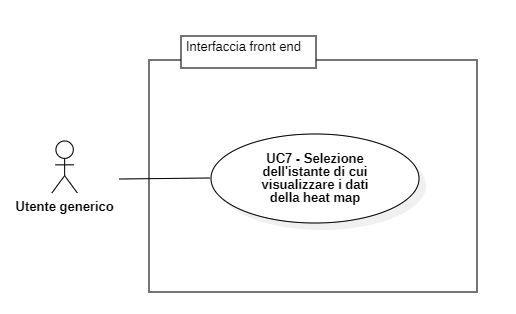 Interfaccia front end
UC7 - Selezione
dell'istante di cui
visualizzare i dati
della heat map
Utente generico